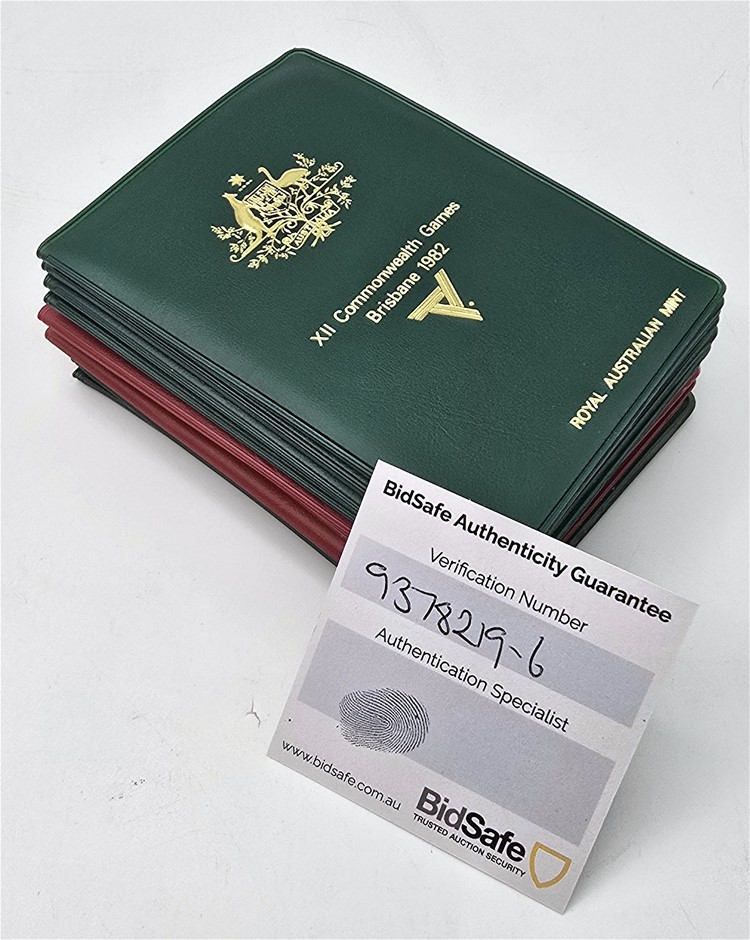 AUSTRALIA
XII Commonwealth Games
Brisbane 1982
ROYAL AUSTRALIAN MINT
BidSafe Authenticity Guarantee
Verification Number
9378219-6
Authentication Specialist
www.bidsafe.com.au
BidSafe
TRUSTED AUCTION SECURITY